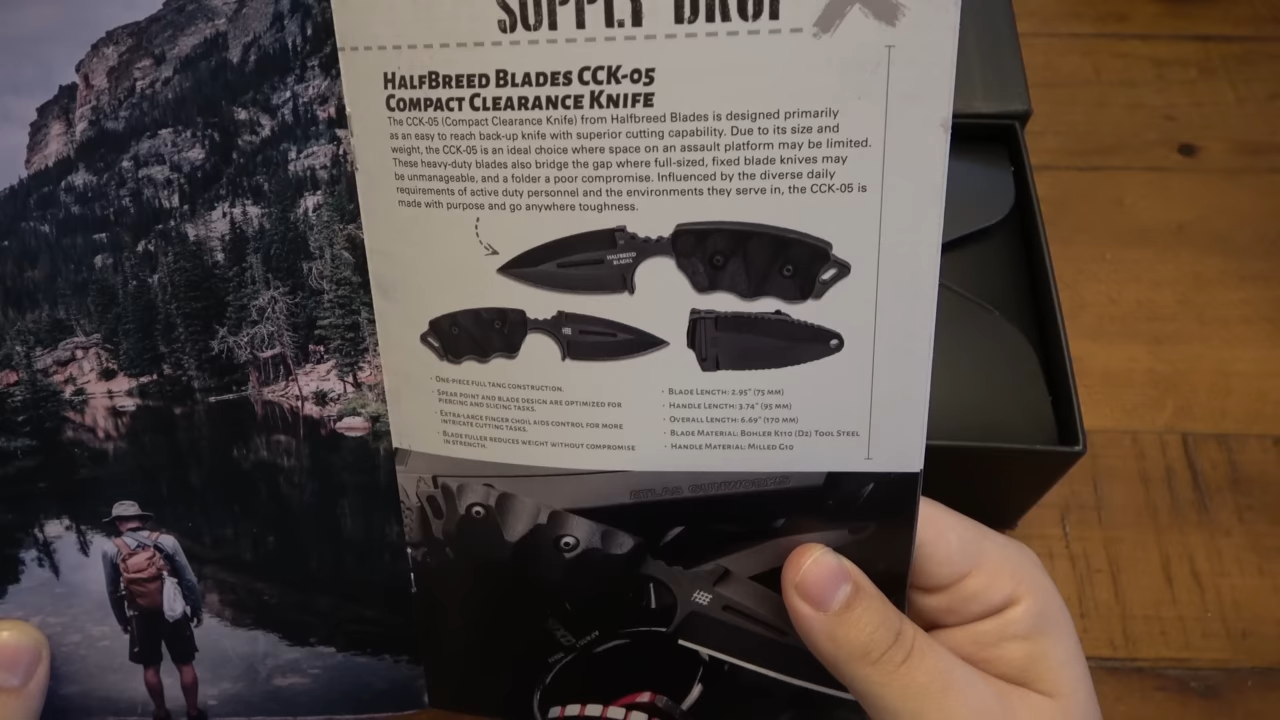 SUPPLY DROP
HALFBREED BLADES CCK-05
COMPACT CLEARANCE KNIFE
The CCK-05 (Compact Clearance Knife) from Halfbreed Blades is designed primarily
as an easy to reach back-up knife with superior cutting capability. Due to its size and
weight, the CCK-05 is an ideal choice where space on an assault platform may be limited.
These heavy-duty blades also bridge the gap where full-sized, fixed blade knives may
be unmanageable, and a folder a poor compromise. Influenced by the diverse daily
requirements of active duty personnel and the environments they serve in, the CCK-05 is
made with purpose and go anywhere toughness.
HALFBREED
BLADES
· ONE-PIECE FULL TANG CONSTRUCTION.
· SPEAR POINT AND BLADE DESIGN ARE OPTIMIZED FOR
PIERCING AND SLICING TASKS.
· EXTRA-LARGE FINGER CHOIL AIDS CONTROL FOR MORE
INTRICATE CUTTING TASKS.
· BLADE FULLER REDUCES WEIGHT WITHOUT COMPROMISE
IN STRENGTH.
· BLADE LENGTH: 2.95" (75 MM)
· HANDLE LENGTH: 3.74" (95 MM)
· OVERALL LENGTH: 6.69" (170 MM)
· BLADE MATERIAL: BOHLER K110 (D2) TOOL STEEL
· HANDLE MATERIAL: MILLED G10